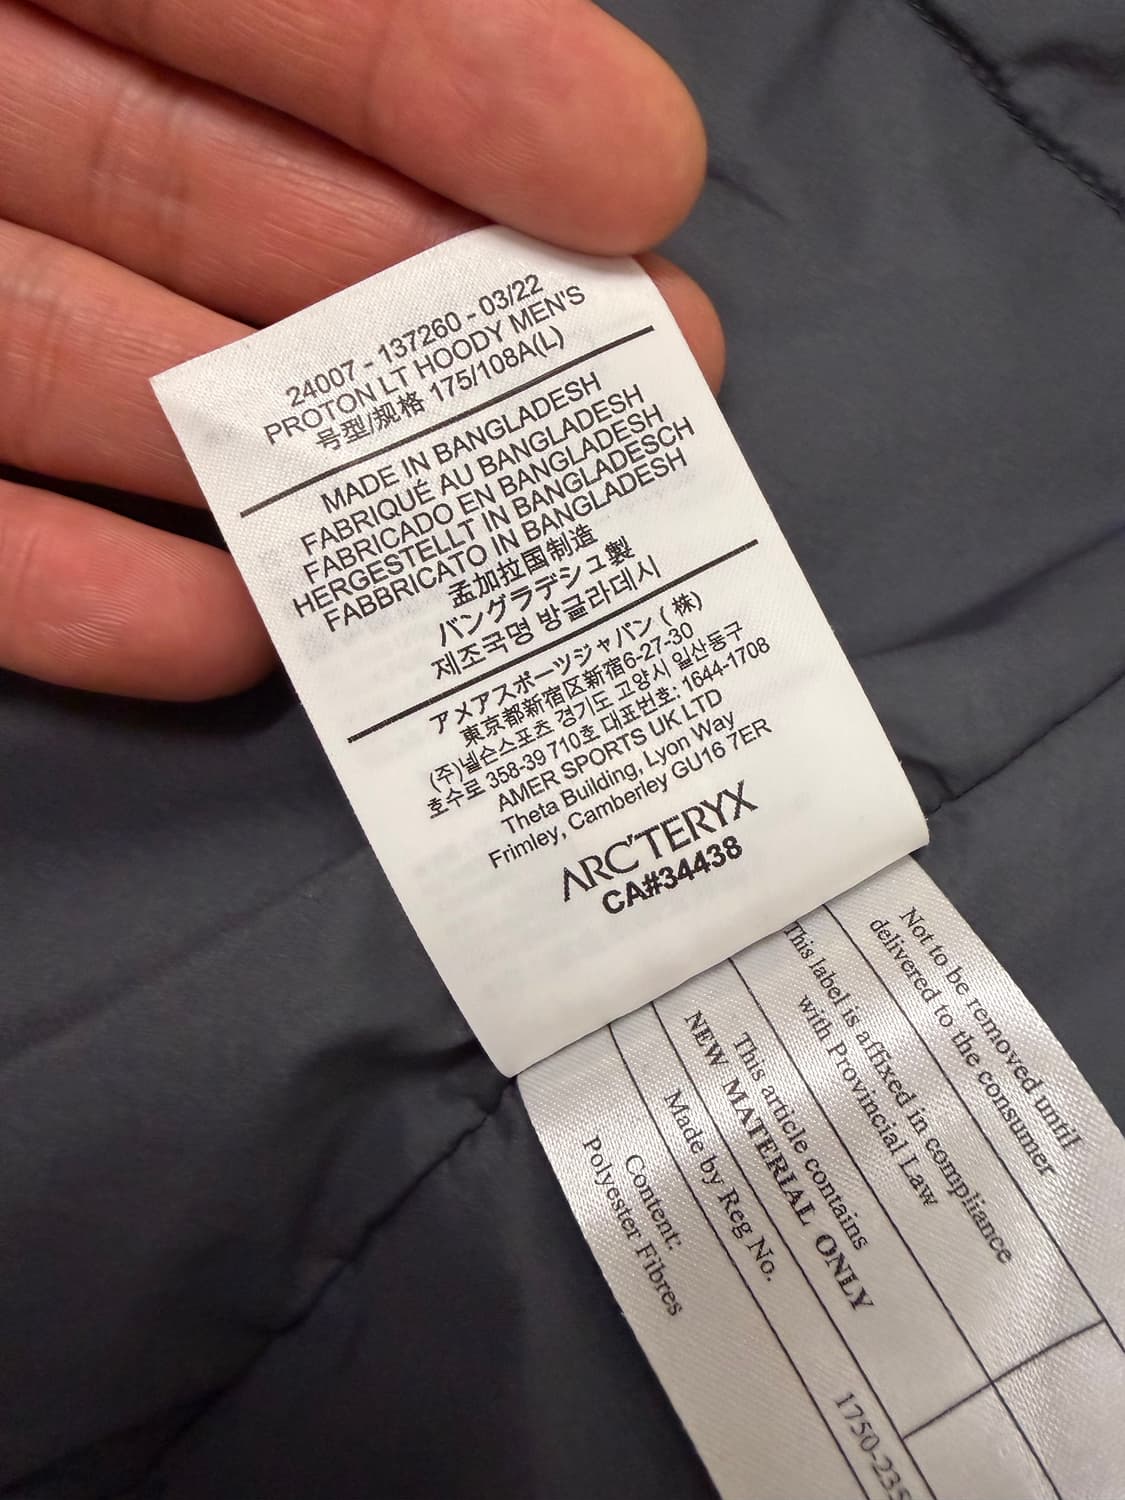 24007 - 137260 - 03/22
PROTON LT HOODY MEN'S
号型/规格 175/108A(L)
MADE IN BANGLADESH
FABRIQUÉ AU BANGLADESH
FABRICADO EN BANGLADESH
HERGESTELLT IN BANGLADESCH
FABBRICATO IN BANGLADESH
孟加拉国制造
バングラデシュ製
제조국명 방글라데시
アメアスポーツジャパン（株）
東京都新宿区新宿6-27-30
(주)넬슨스포츠 경기도 고양시 일산동구
호수로 358-39 710호 대표번호: 1644-1708
AMER SPORTS UK LTD
Theta Building, Lyon Way
Frimley, Camberley GU16 7ER
ARC'TERYX
CA#34438
Not to be removed until
delivered to the consumer
This label is affixed in compliance
with Provincial Law
This article contains
NEW MATERIAL ONLY
Made by Reg No.
1750-235
Content:
Polyester Fibres